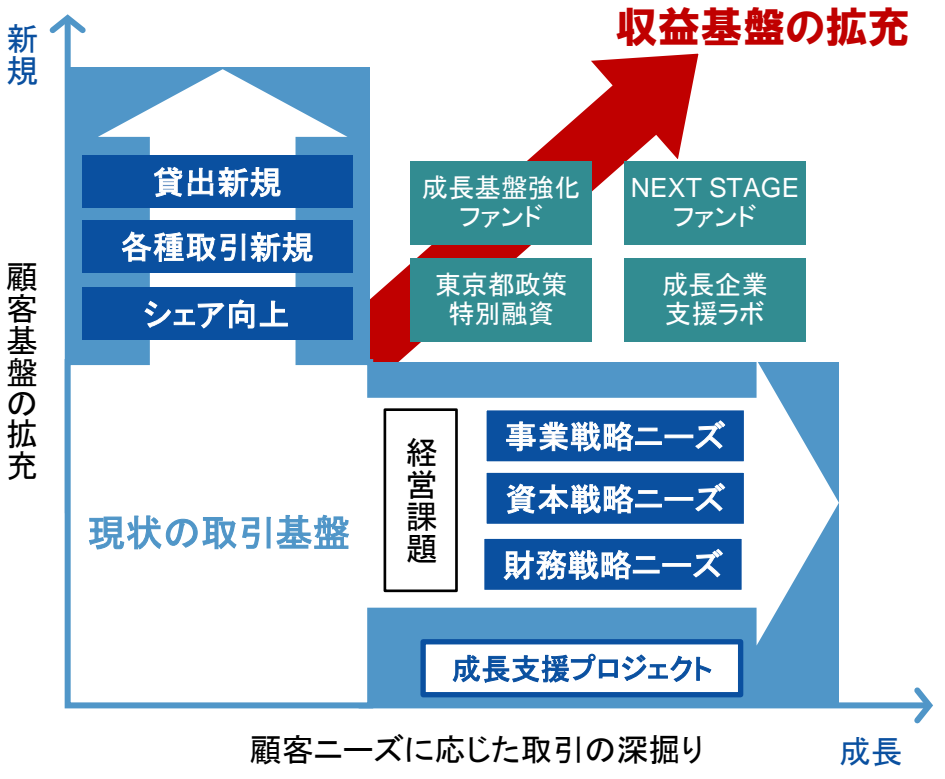 収益基盤の拡充
新規
貸出新規
各種取引新規
シェア向上
成長基盤強化
ファンド
NEXT STAGE
ファンド
東京都政策
特別融資
成長企業
支援ラボ
顧客基盤の拡充
現状の取引基盤
経営課題
事業戦略ニーズ
資本戦略ニーズ
財務戦略ニーズ
成長支援プロジェクト
顧客ニーズに応じた取引の深掘り
成長